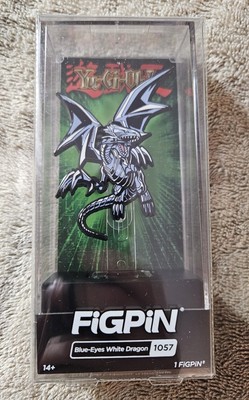 Yu-Gi-Oh!
FiGPiN®
Blue-Eyes White Dragon 1057
14+
1 FiGPiN®